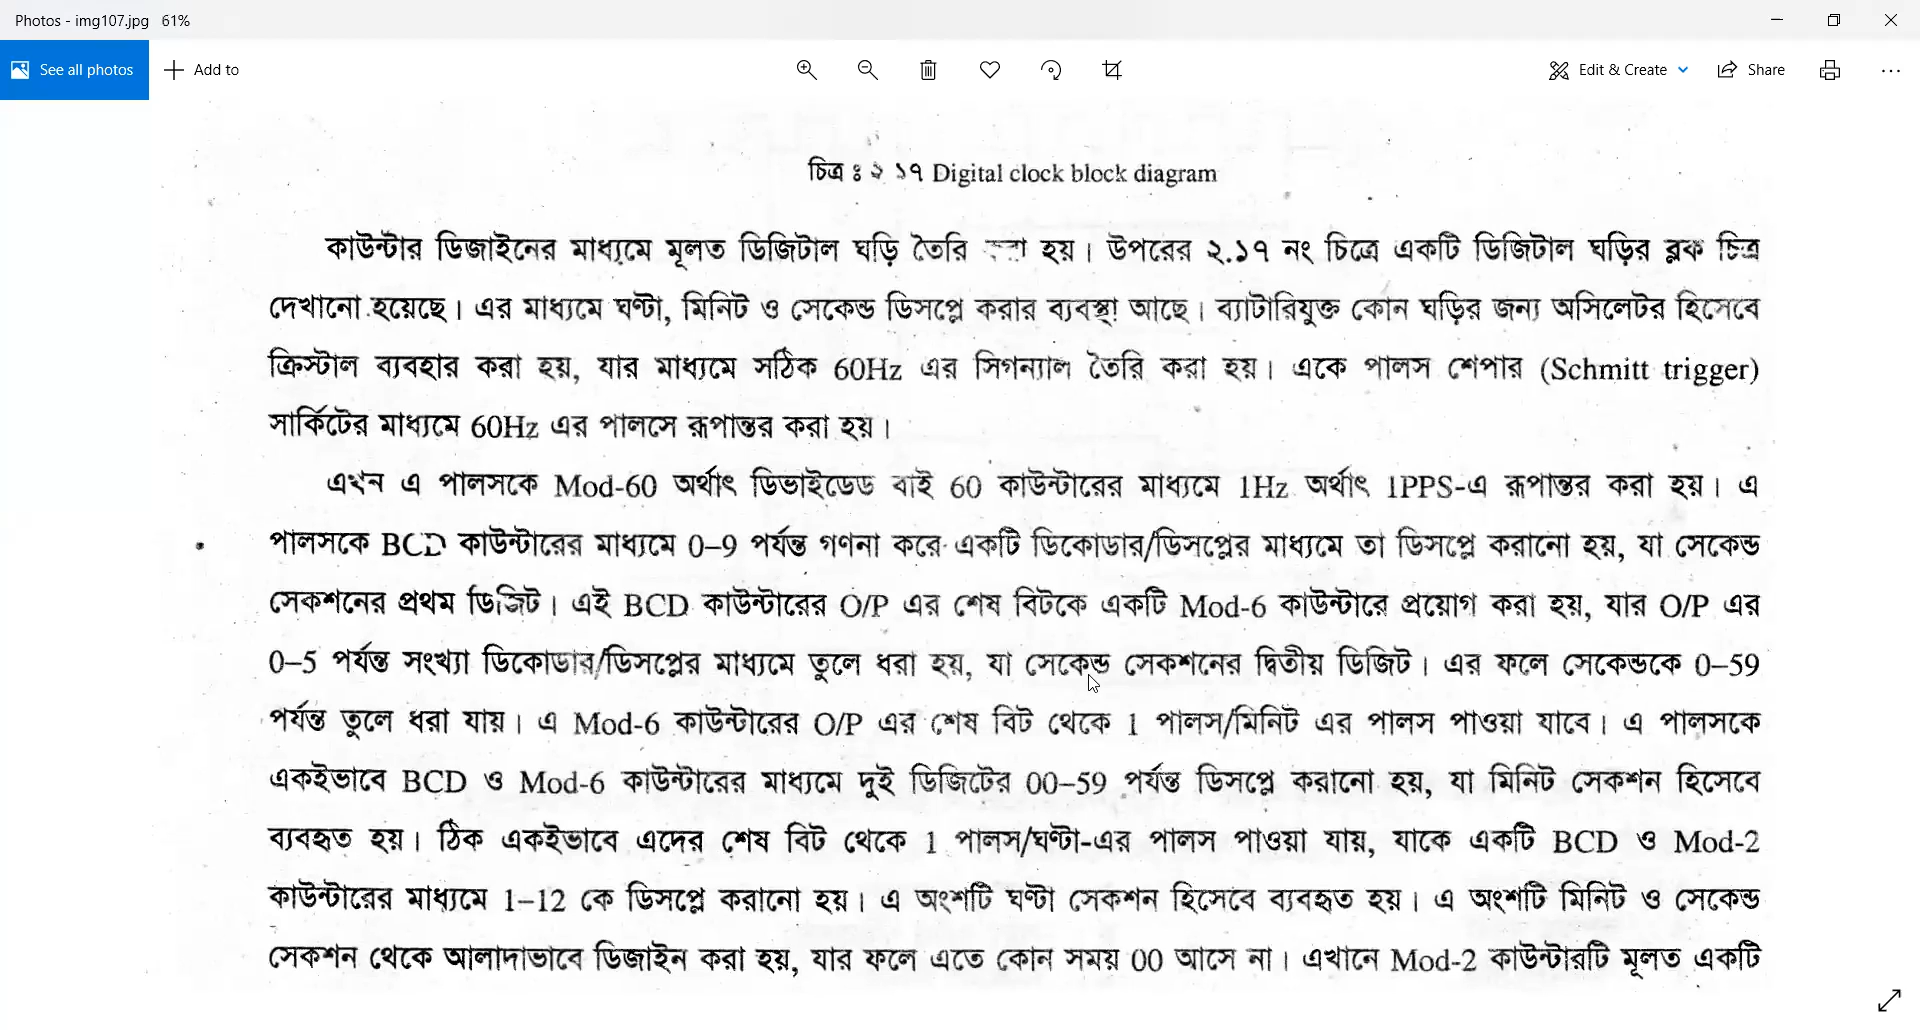 Photos - img107.jpg 61%
See all photos
Add to
Edit & Create
Share
চিত্র ঃ ২ ১৭ Digital clock block diagram
কাউন্টার ডিজাইনের মাধ্যমে মূলত ডিজিটাল ঘড়ি তৈরি হয়। উপরের ২.১৭ নং চিত্রে একটি ডিজিটাল ঘড়ির ব্লক চিত্র
দেখানো হয়েছে। এর মাধ্যমে ঘণ্টা, মিনিট ও সেকেন্ড ডিসপ্লে করার ব্যবস্থা আছে। ব্যাটারিযুক্ত কোন ঘড়ির জন্য অসিলেটর হিসেবে
ক্রিস্টাল ব্যবহার করা হয়, যার মাধ্যমে সঠিক 60Hz এর সিগন্যাল তৈরি করা হয়। একে পালস শেপার (Schmitt trigger)
সার্কিটের মাধ্যমে 60Hz এর পালসে রূপান্তর করা হয়।
এখন এ পালসকে Mod-60 অর্থাৎ ডিভাইডেড বাই 60 কাউন্টারের মাধ্যমে 1Hz অর্থাৎ 1PPS-এ রূপান্তর করা হয়। এ
পালসকে BCD কাউন্টারের মাধ্যমে 0–9 পর্যন্ত গণনা করে একটি ডিকোডার/ডিসপ্লের মাধ্যমে তা ডিসপ্লে করানো হয়, যা সেকেন্ড
সেকশনের প্রথম ডিজিট। এই BCD কাউন্টারের O/P এর শেষ বিটকে একটি Mod-6 কাউন্টারে প্রয়োগ করা হয়, যার O/P এর
0–5 পর্যন্ত সংখ্যা ডিকোডার/ডিসপ্লের মাধ্যমে তুলে ধরা হয়, যা সেকেন্ড সেকশনের দ্বিতীয় ডিজিট। এর ফলে সেকেন্ডকে 0–59
পর্যন্ত তুলে ধরা যায়। এ Mod-6 কাউন্টারের O/P এর শেষ বিট থেকে 1 পালস/মিনিট এর পালস পাওয়া যাবে। এ পালসকে
একইভাবে BCD ও Mod-6 কাউন্টারের মাধ্যমে দুই ডিজিটের 00–59 পর্যন্ত ডিসপ্লে করানো হয়, যা মিনিট সেকশন হিসেবে
ব্যবহৃত হয়। ঠিক একইভাবে এদের শেষ বিট থেকে 1 পালস/ঘণ্টা-এর পালস পাওয়া যায়, যাকে একটি BCD ও Mod-2
কাউন্টারের মাধ্যমে 1–12 কে ডিসপ্লে করানো হয়। এ অংশটি ঘণ্টা সেকশন হিসেবে ব্যবহৃত হয়। এ অংশটি মিনিট ও সেকেন্ড
সেকশন থেকে আলাদাভাবে ডিজাইন করা হয়, যার ফলে এতে কোন সময় 00 আসে না। এখানে Mod-2 কাউন্টারটি মূলত একটি